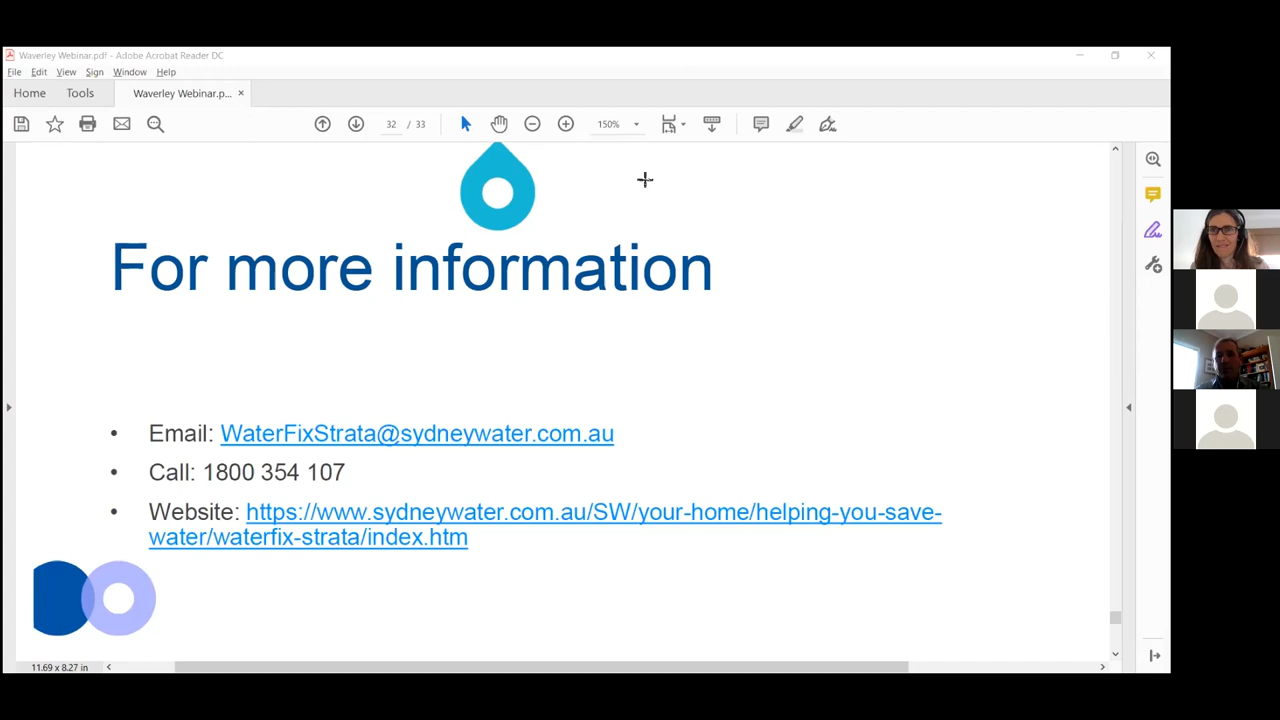 Waverley Webinar.pdf - Adobe Acrobat Reader DC
File Edit View Sign Window Help
Home Tools Waverley Webinar.p... ×
32 / 33 150%
For more information
• Email: WaterFixStrata@sydneywater.com.au
• Call: 1800 354 107
• Website: https://www.sydneywater.com.au/SW/your-home/helping-you-save-
water/waterfix-strata/index.htm
11.69 x 8.27 in